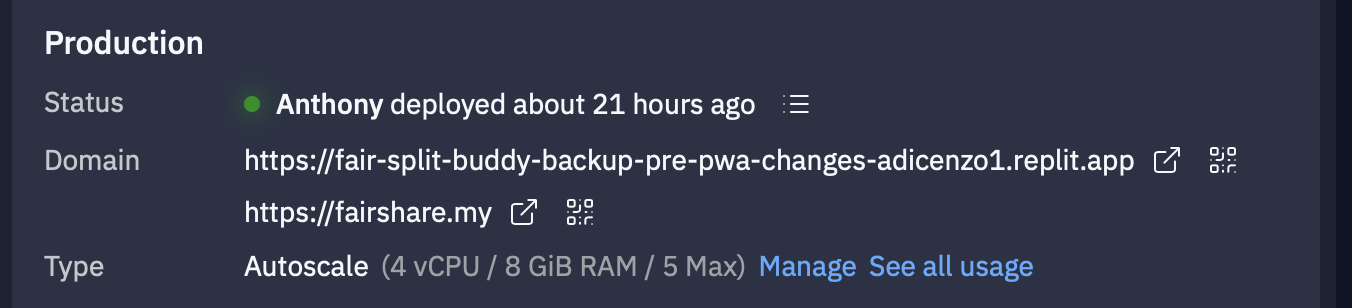 Production
Status Anthony deployed about 21 hours ago
Domain https://fair-split-buddy-backup-pre-pwa-changes-adicenzo1.replit.app
https://fairshare.my
Type Autoscale (4 vCPU / 8 GiB RAM / 5 Max) Manage See all usage